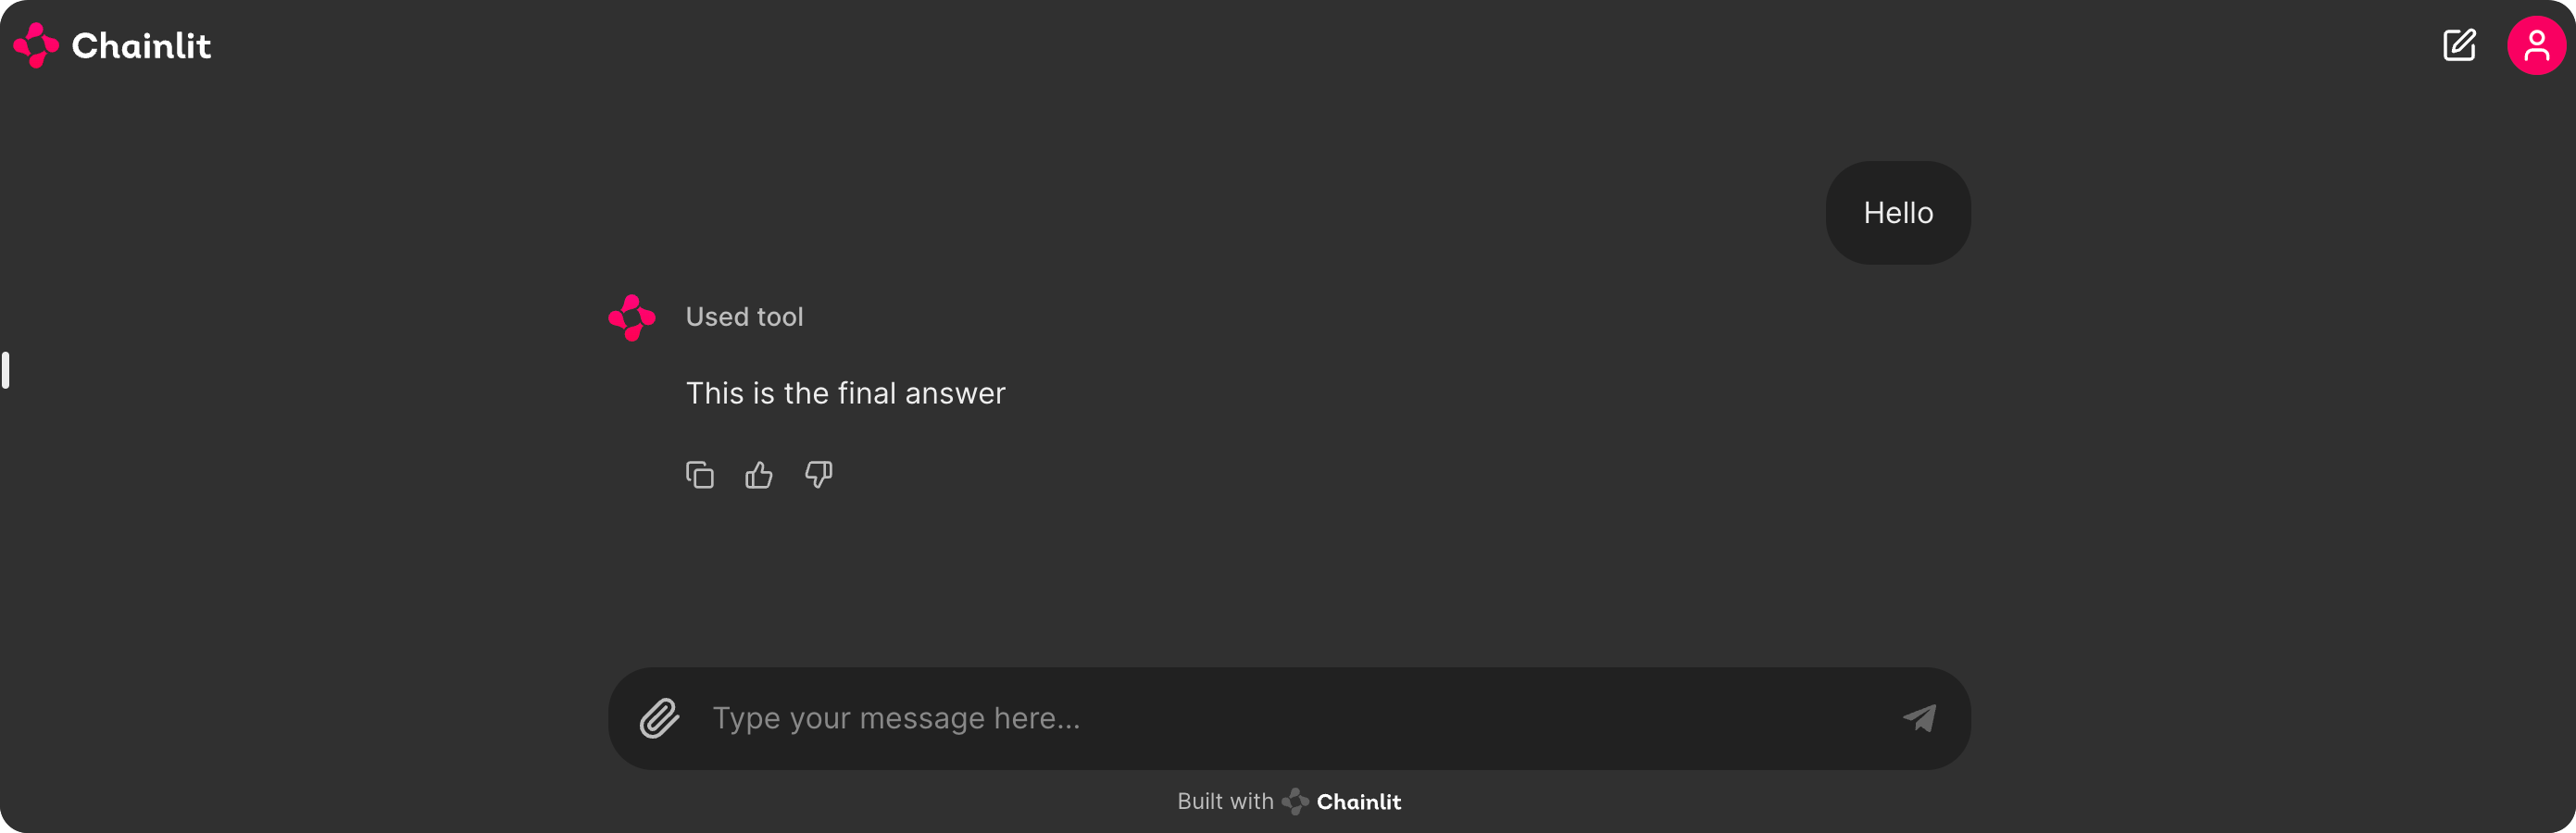 Chainlit
Hello
Used tool
This is the final answer
Type your message here...
Built with Chainlit